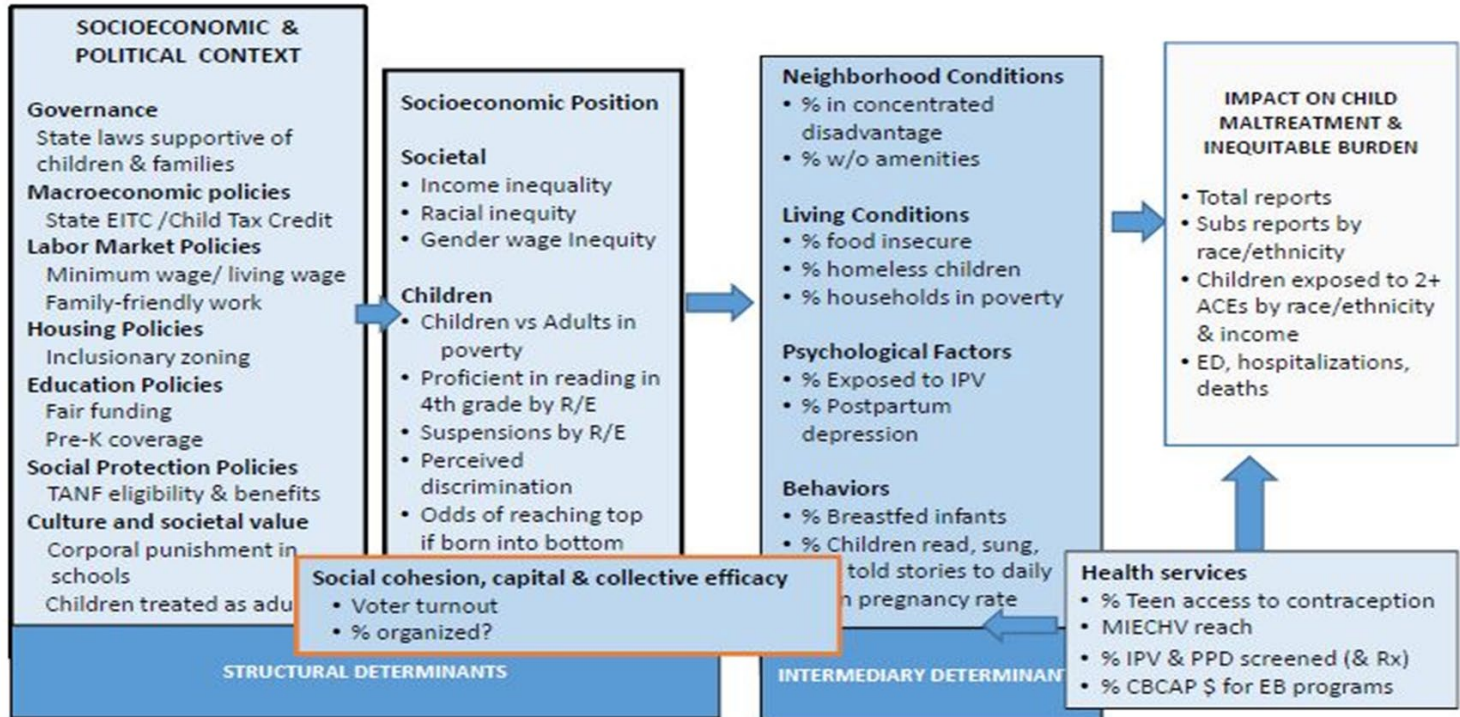 SOCIOECONOMIC &
POLITICAL CONTEXT
Governance
State laws supportive of
children & families
Macroeconomic policies
State EITC /Child Tax Credit
Labor Market Policies
Minimum wage/ living wage
Family-friendly work
Housing Policies
Inclusionary zoning
Education Policies
Fair funding
Pre-K coverage
Social Protection Policies
TANF eligibility & benefits
Culture and societal value
Corporal punishment in
schools
Children treated as adu
Socioeconomic Position
Societal
• Income inequality
• Racial inequity
• Gender wage Inequity
Children
• Children vs Adults in
poverty
• Proficient in reading in
4th grade by R/E
• Suspensions by R/E
• Perceived
discrimination
• Odds of reaching top
if born into bottom
Social cohesion, capital & collective efficacy
• Voter turnout
• % organized?
STRUCTURAL DETERMINANTS
Neighborhood Conditions
• % in concentrated
disadvantage
• % w/o amenities
Living Conditions
• % food insecure
• % homeless children
• % households in poverty
Psychological Factors
• % Exposed to IPV
• % Postpartum
depression
Behaviors
• % Breastfed infants
• % Children read, sung,
told stories to daily
n pregnancy rate
INTERMEDIARY DETERMINAN
IMPACT ON CHILD
MALTREATMENT &
INEQUITABLE BURDEN
• Total reports
• Subs reports by
race/ethnicity
• Children exposed to 2+
ACEs by race/ethnicity
& income
• ED, hospitalizations,
deaths
Health services
• % Teen access to contraception
• MIECHV reach
• % IPV & PPD screened (& Rx)
• % CBCAP $ for EB programs